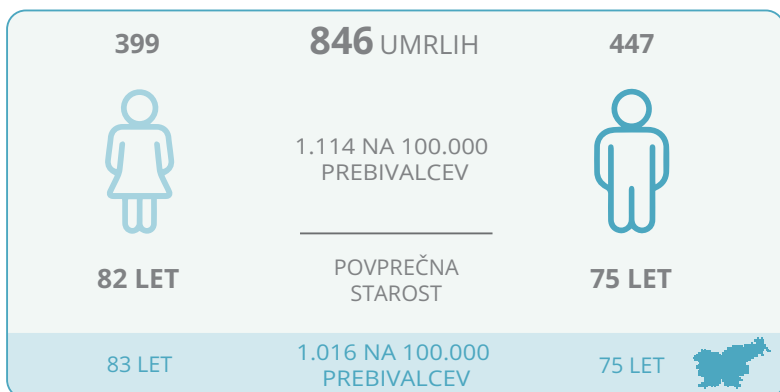 399
846 UMRLIH
447
1.114 NA 100.000
PREBIVALCEV
82 LET
POVPREČNA
STAROST
75 LET
83 LET
1.016 NA 100.000
PREBIVALCEV
75 LET